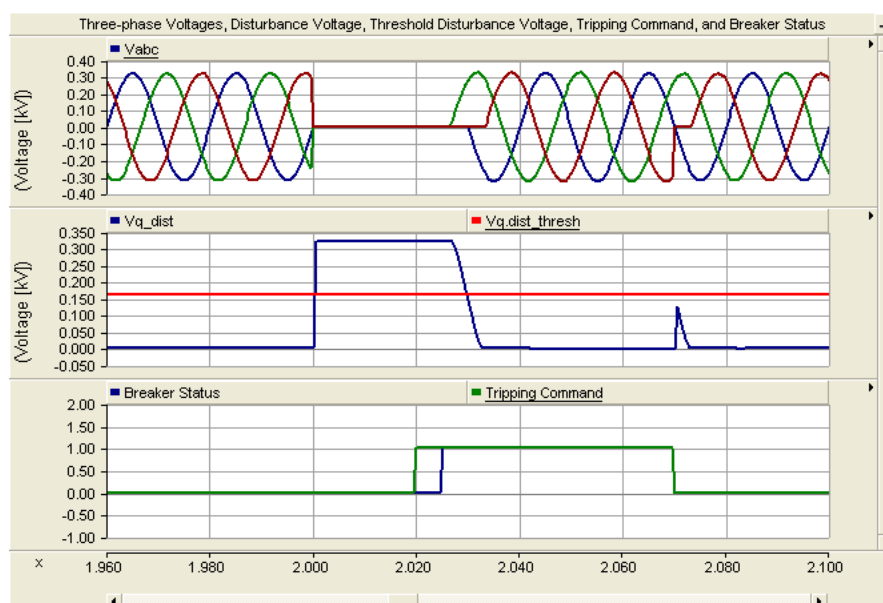 Three-phase Voltages, Disturbance Voltage, Threshold Disturbance Voltage, Tripping Command, and Breaker Status
Vabc
0.40
0.30
0.20
0.10
0.00
-0.10
-0.20
-0.30
-0.40
(Voltage [kV])
Vq_dist
Vq.dist_thresh
0.350
0.300
0.250
0.200
0.150
0.100
0.050
0.000
-0.050
(Voltage [kV])
Breaker Status
Tripping Command
2.00
1.50
1.00
0.50
0.00
-0.50
-1.00
x 1.960 1.980 2.000 2.020 2.040 2.060 2.080 2.100